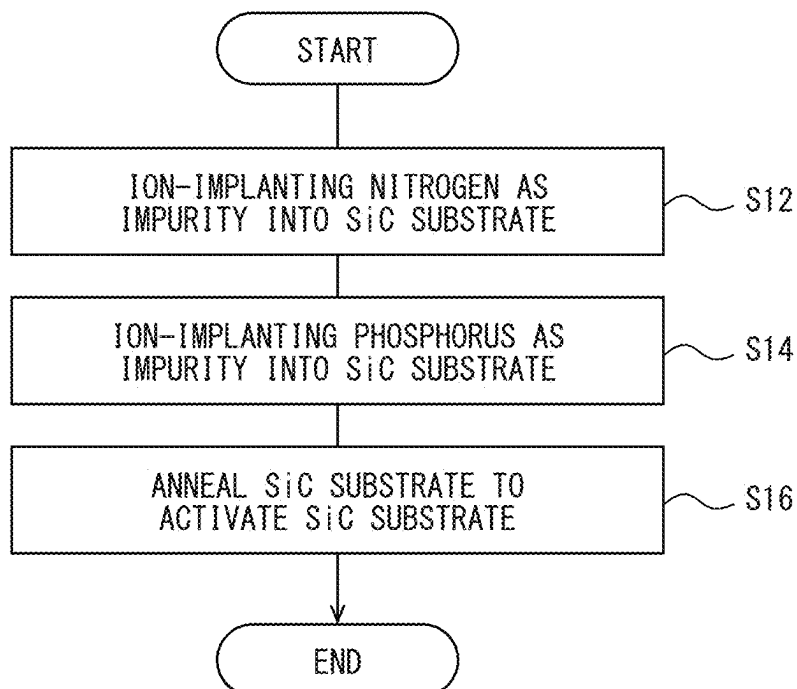 START
ION-IMPLANTING NITROGEN AS
IMPURITY INTO SiC SUBSTRATE
S12
ION-IMPLANTING PHOSPHORUS AS
IMPURITY INTO SiC SUBSTRATE
S14
ANNEAL SiC SUBSTRATE TO
ACTIVATE SiC SUBSTRATE
S16
END